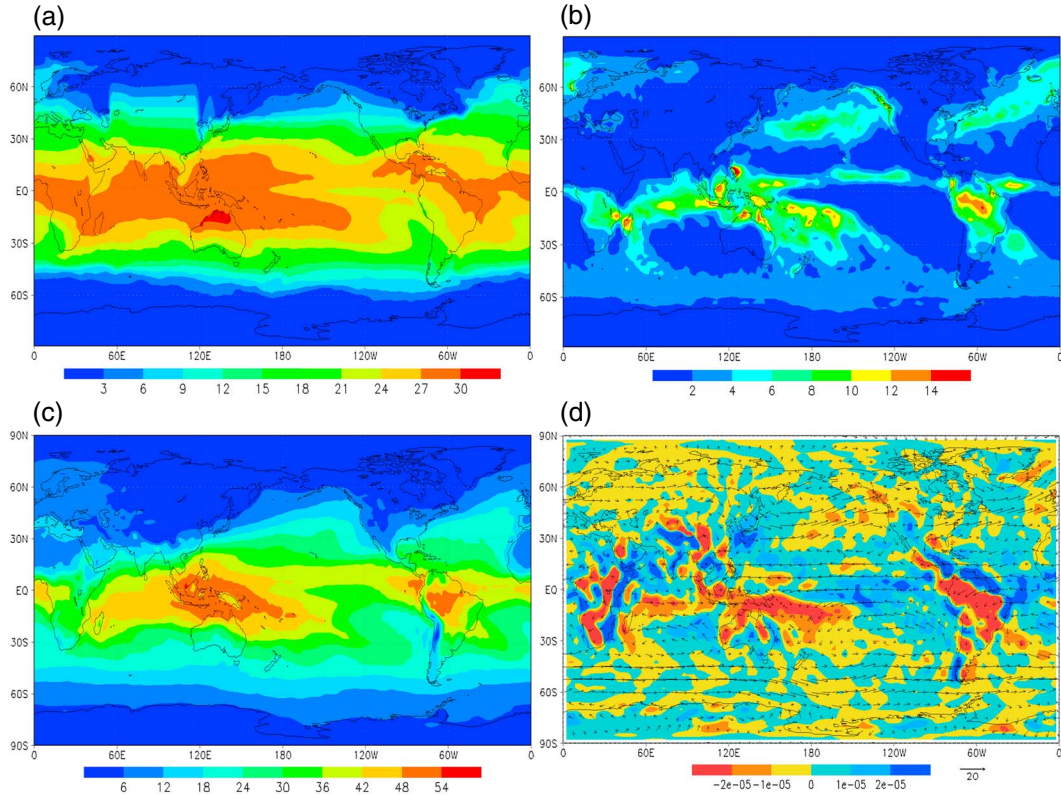 (a)
60N
30N
EQ
30S
60S
0 60E 120E 180 120W 60W 0
3 6 9 12 15 18 21 24 27 30
(b)
60N
30N
EQ
30S
60S
0 60E 120E 180 120W 60W 0
2 4 6 8 10 12 14
(c)
90N
60N
30N
EQ
30S
60S
90S
0 60E 120E 180 120W 60W 0
6 12 18 24 30 36 42 48 54
(d)
90N
60N
30N
EQ
30S
60S
90S
0 60E 120E 180 120W 60W 0
-2e-05 -1e-05 0 1e-05 2e-05
20